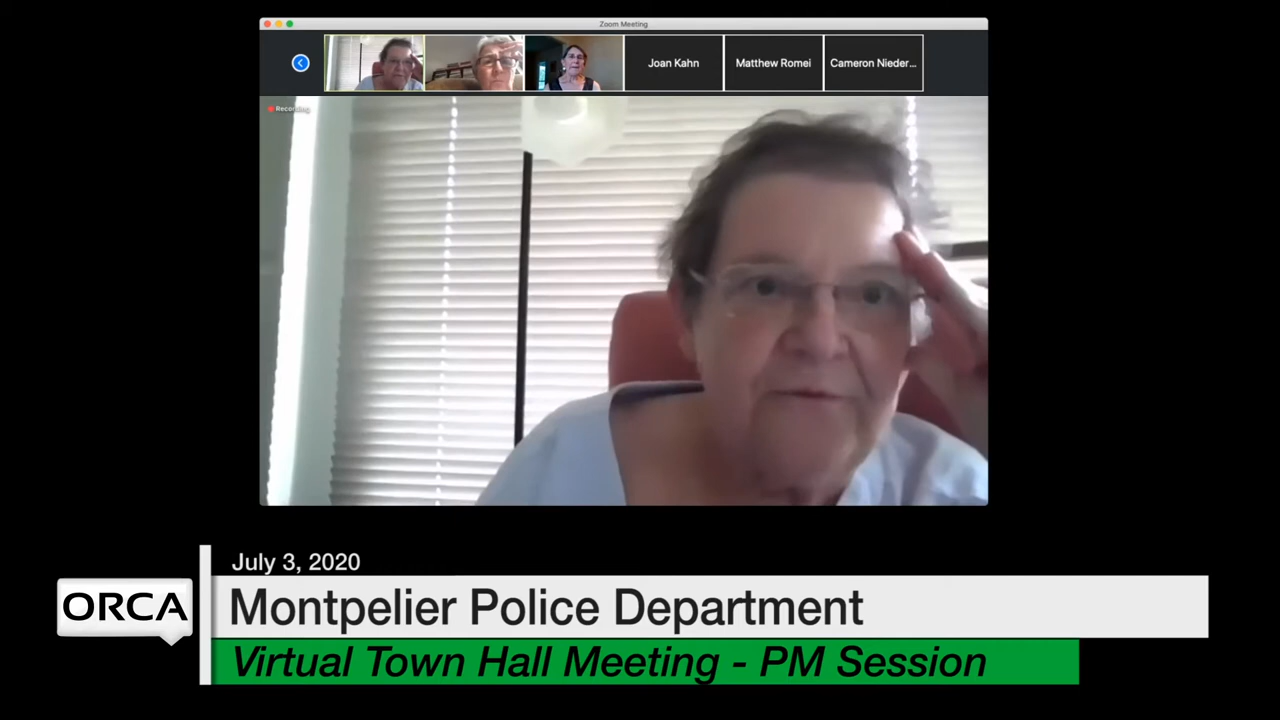 Zoom Meeting
Joan Kahn
Matthew Romei
Cameron Nieder...
Recording
July 3, 2020
ORCA
Montpelier Police Department
Virtual Town Hall Meeting - PM Session